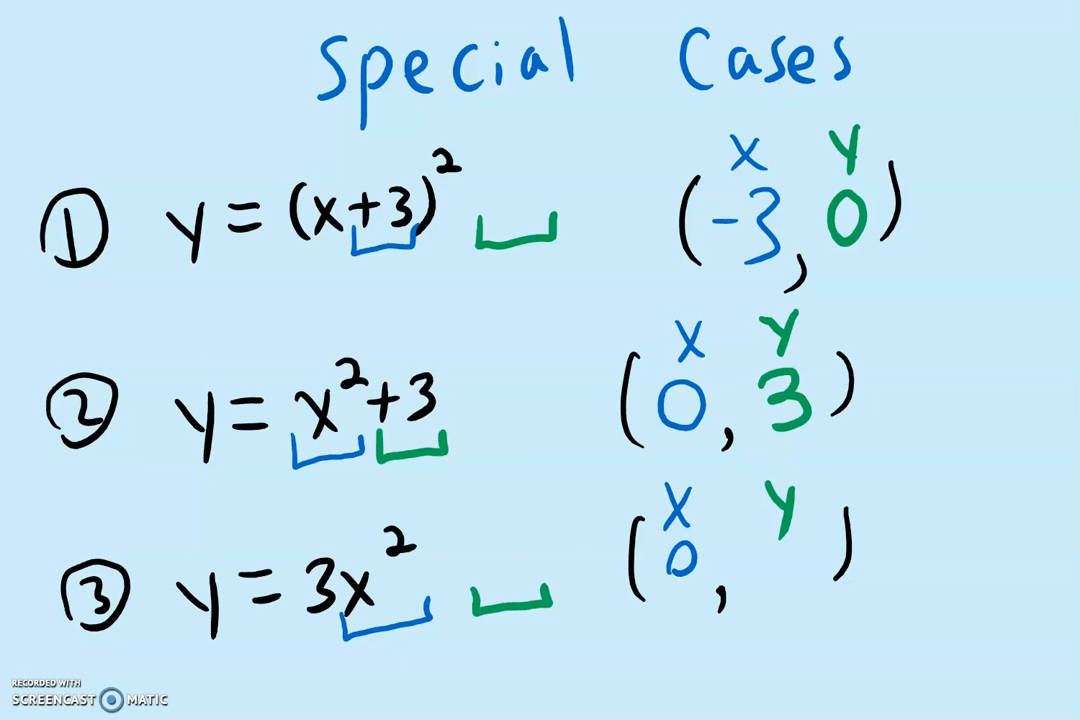 Special Cases
x y
① y = (x+3)² (-3, 0)
x y
② y = x²+3 (0, 3)
x y
③ y = 3x² (0, )
RECORDED WITH
SCREENCAST MATIC